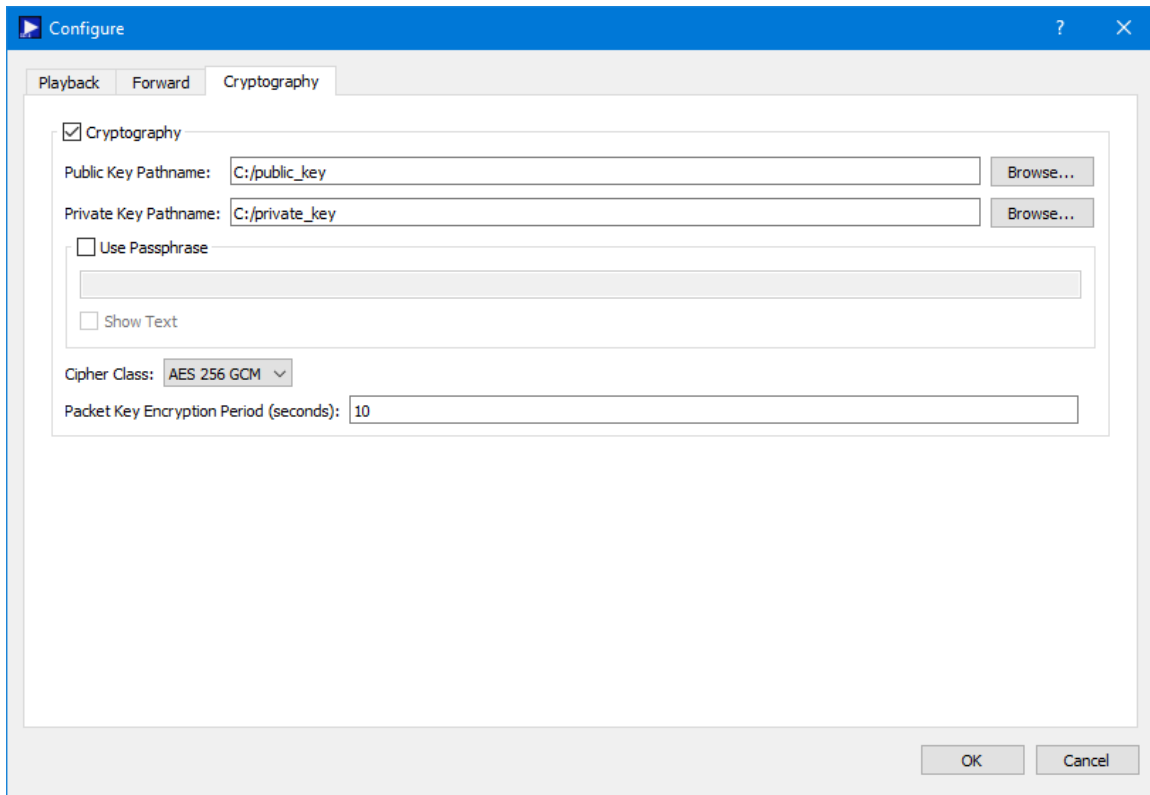 Configure
Playback Forward Cryptography
Cryptography
Public Key Pathname: C:/public_key Browse...
Private Key Pathname: C:/private_key Browse...
Use Passphrase
Show Text
Cipher Class: AES 256 GCM
Packet Key Encryption Period (seconds): 10
OK Cancel